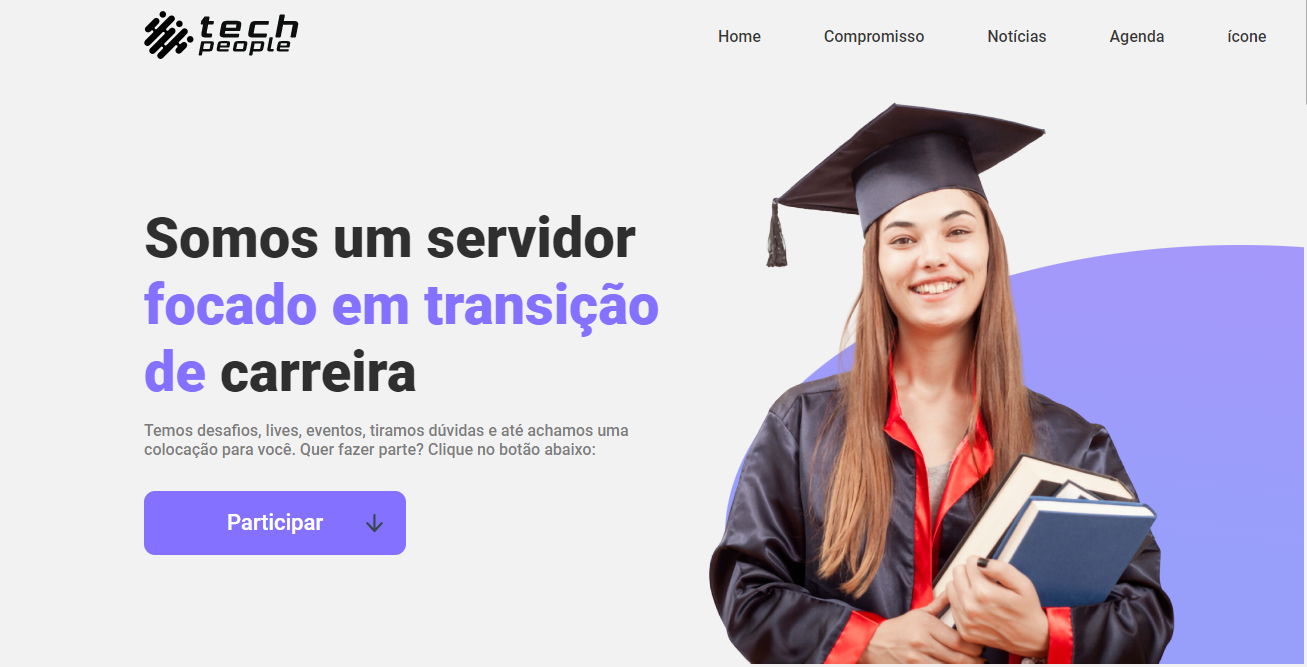 tech
people
Home Compromisso Notícias Agenda ícone
Somos um servidor
focado em transição
de carreira
Temos desafios, lives, eventos, tiramos dúvidas e até achamos uma
colocação para você. Quer fazer parte? Clique no botão abaixo:
Participar